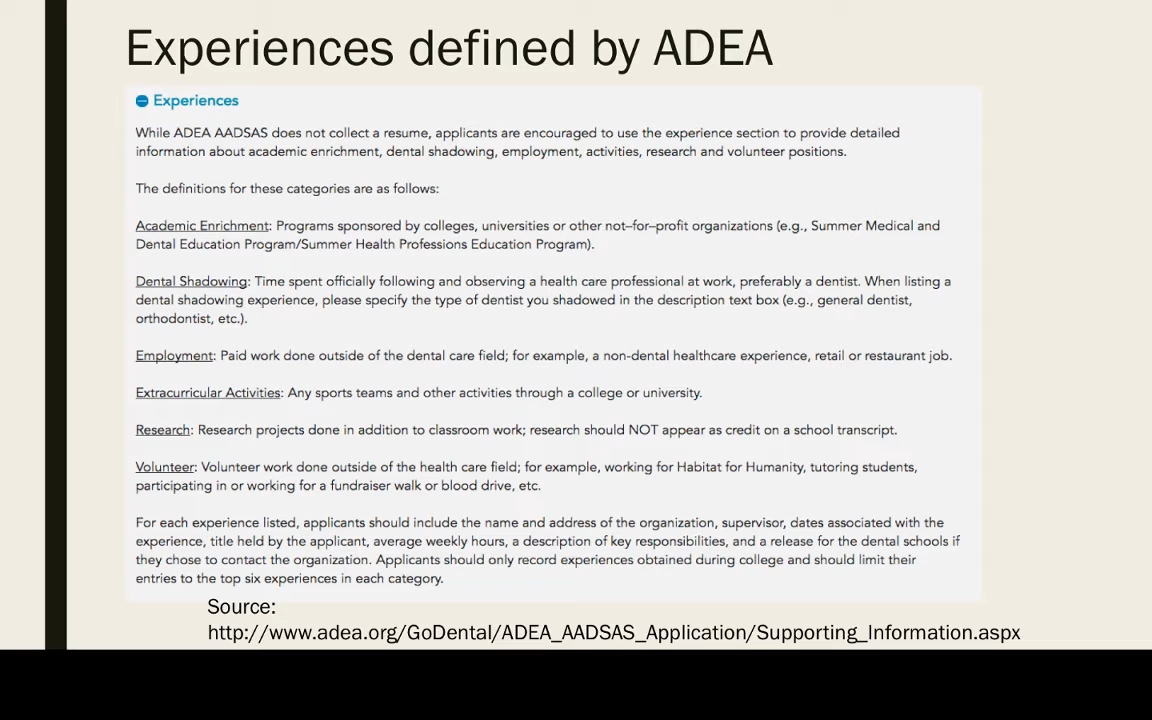 Experiences defined by ADEA
Experiences
While ADEA AADSAS does not collect a resume, applicants are encouraged to use the experience section to provide detailed
information about academic enrichment, dental shadowing, employment, activities, research and volunteer positions.
The definitions for these categories are as follows:
Academic Enrichment: Programs sponsored by colleges, universities or other not–for–profit organizations (e.g., Summer Medical and
Dental Education Program/Summer Health Professions Education Program).
Dental Shadowing: Time spent officially following and observing a health care professional at work, preferably a dentist. When listing a
dental shadowing experience, please specify the type of dentist you shadowed in the description text box (e.g., general dentist,
orthodontist, etc.).
Employment: Paid work done outside of the dental care field; for example, a non-dental healthcare experience, retail or restaurant job.
Extracurricular Activities: Any sports teams and other activities through a college or university.
Research: Research projects done in addition to classroom work; research should NOT appear as credit on a school transcript.
Volunteer: Volunteer work done outside of the health care field; for example, working for Habitat for Humanity, tutoring students,
participating in or working for a fundraiser walk or blood drive, etc.
For each experience listed, applicants should include the name and address of the organization, supervisor, dates associated with the
experience, title held by the applicant, average weekly hours, a description of key responsibilities, and a release for the dental schools if
they chose to contact the organization. Applicants should only record experiences obtained during college and should limit their
entries to the top six experiences in each category.
Source:
http://www.adea.org/GoDental/ADEA_AADSAS_Application/Supporting_Information.aspx